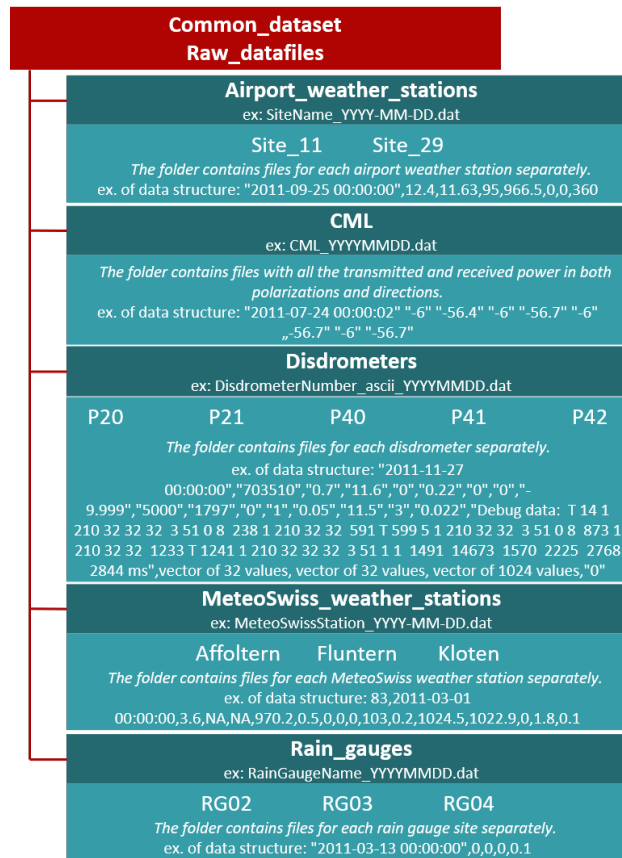 Common_dataset
Raw_datafiles
Airport_weather_stations
ex: SiteName_YYYY-MM-DD.dat
Site_11 Site_29
The folder contains files for each airport weather station separately.
ex. of data structure: "2011-09-25 00:00:00",12.4,11.63,95,966.5,0,0,360
CML
ex: CML_YYYYMMDD.dat
The folder contains files with all the transmitted and received power in both
polarizations and directions.
ex. of data structure: "2011-07-24 00:00:02" "-6" "-56.4" "-6" "-56.7" "-6"
„-56.7" "-6" "-56.7"
Disdrometers
ex: DisdrometerNumber_ascii_YYYYMMDD.dat
P20 P21 P40 P41 P42
The folder contains files for each disdrometer separately.
ex. of data structure: "2011-11-27
00:00:00","703510","0.7","11.6","0","0.22","0","0","-
9.999","5000","1797","0","1","0.05","11.5","3","0.022","Debug data: T 14 1
210 32 32 32 3 51 0 8 238 1 210 32 32 591 T 599 5 1 210 32 32 3 51 0 8 873 1
210 32 32 1233 T 1241 1 210 32 32 32 3 51 1 1 1491 14673 1570 2225 2768
2844 ms",vector of 32 values, vector of 32 values, vector of 1024 values,"0"
MeteoSwiss_weather_stations
ex: MeteoSwissStation_YYYY-MM-DD.dat
Affoltern Fluntern Kloten
The folder contains files for each MeteoSwiss weather station separately.
ex. of data structure: 83,2011-03-01
00:00:00,3.6,NA,NA,970.2,0.5,0,0,0,103,0.2,1024.5,1022.9,0,1.8,0.1
Rain_gauges
ex: RainGaugeName_YYYYMMDD.dat
RG02 RG03 RG04
The folder contains files for each rain gauge site separately.
ex. of data structure: "2011-03-13 00:00:00",0,0,0,0.1